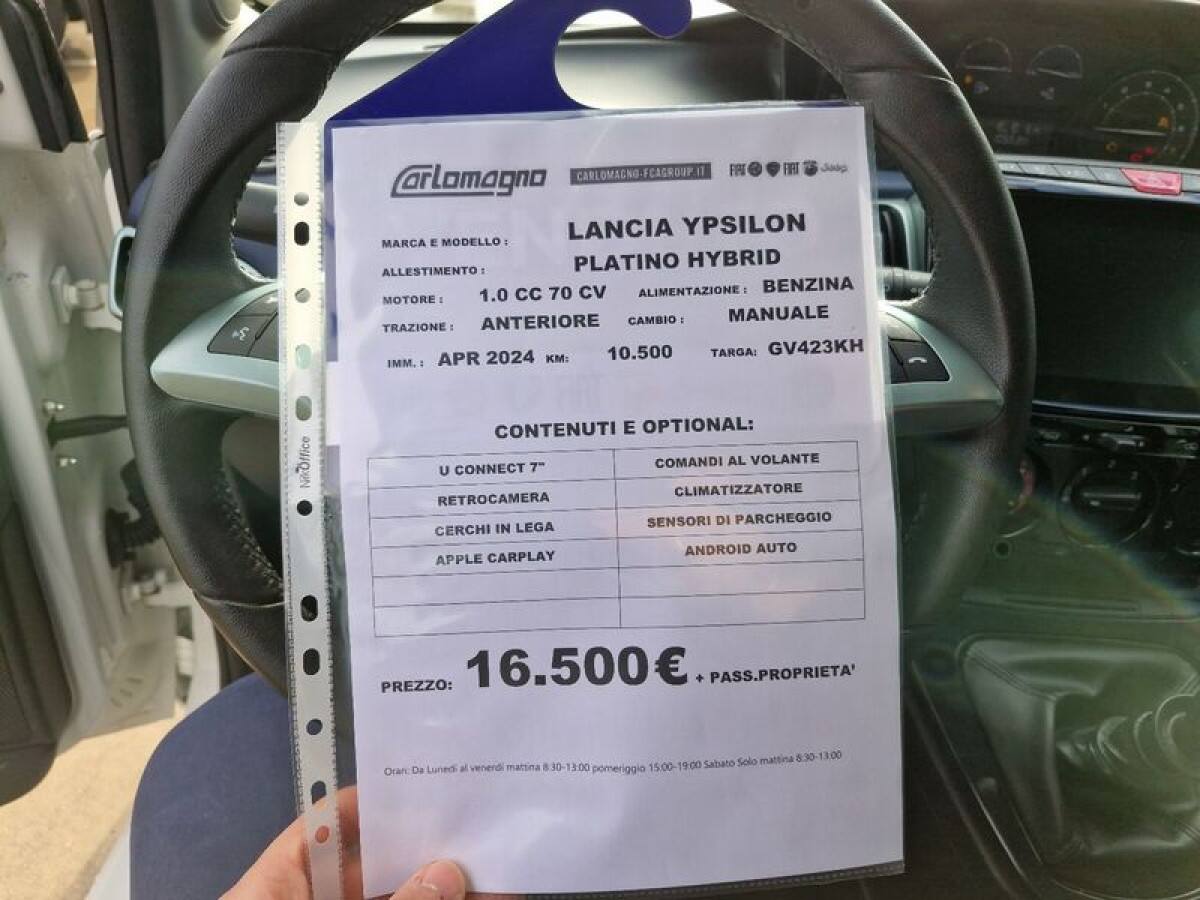 Carlomagno CARLOMAGNO-FCAGROUP.IT FIAT FIAT Jeep
MARCA E MODELLO : LANCIA YPSILON
ALLESTIMENTO : PLATINO HYBRID
MOTORE : 1.0 CC 70 CV ALIMENTAZIONE : BENZINA
TRAZIONE : ANTERIORE CAMBIO : MANUALE
IMM. : APR 2024 KM: 10.500 TARGA: GV423KH
CONTENUTI E OPTIONAL:
U CONNECT 7" COMANDI AL VOLANTE
RETROCAMERA CLIMATIZZATORE
CERCHI IN LEGA SENSORI DI PARCHEGGIO
APPLE CARPLAY ANDROID AUTO
PREZZO: 16.500€ + PASS.PROPRIETA'
Orari: Da Lunedì al venerdì mattina 8:30-13:00 pomeriggio 15:00-19:00 Sabato Solo mattina 8:30-13:00
NikOffice